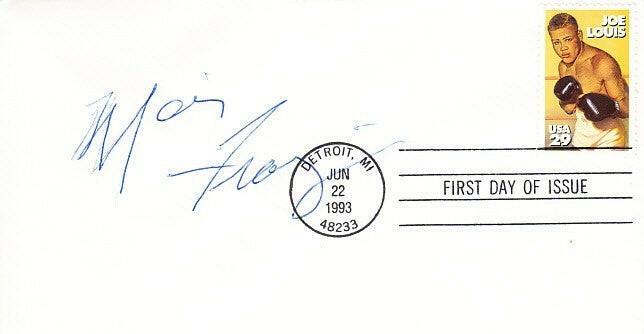 JOE
LOUIS
USA
29
DETROIT, MI
JUN
22
1993
48233
FIRST DAY OF ISSUE